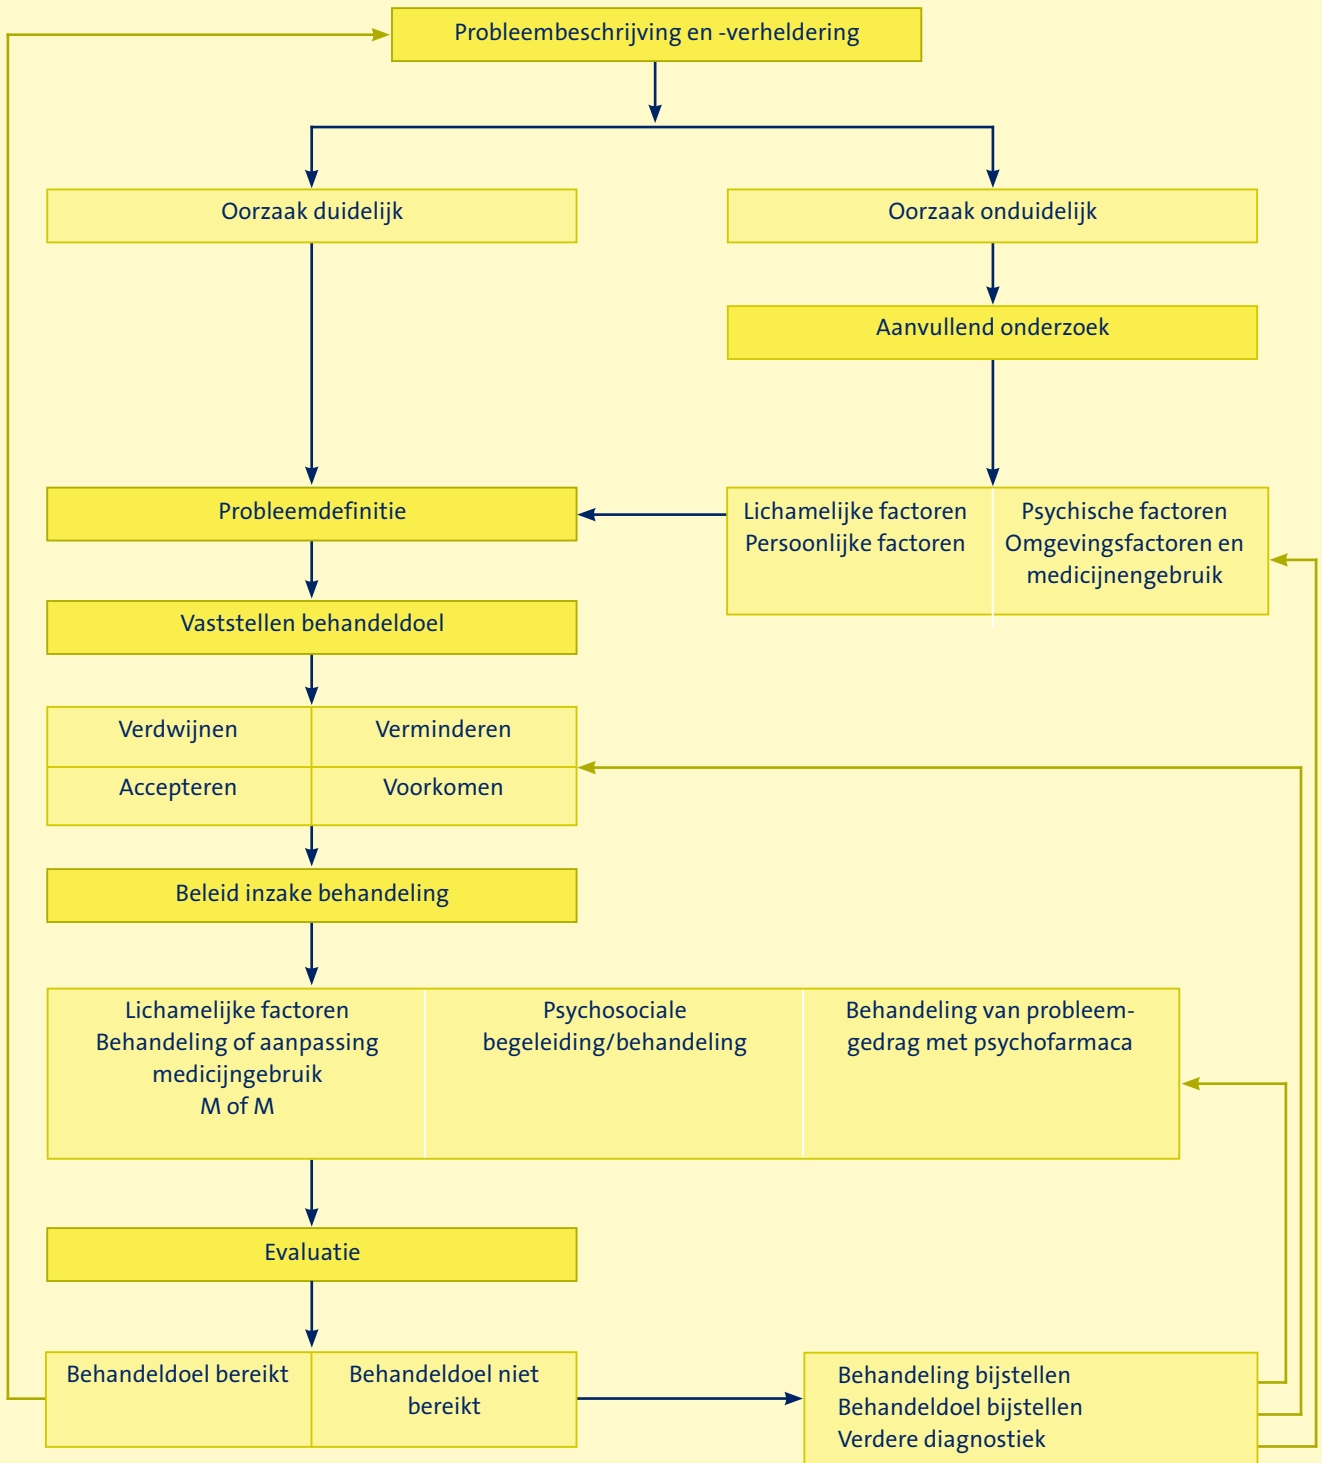 Probleembeschrijving en -verheldering
Oorzaak duidelijk
Oorzaak onduidelijk
Aanvullend onderzoek
Probleemdefinitie
Lichamelijke factoren
Persoonlijke factoren
Psychische factoren
Omgevingsfactoren en
medicijnengebruik
Vaststellen behandeldoel
Verdwijnen
Verminderen
Accepteren
Voorkomen
Beleid inzake behandeling
Lichamelijke factoren
Behandeling of aanpassing
medicijngebruik
M of M
Psychosociale
begeleiding/behandeling
Behandeling van probleem-
gedrag met psychofarmaca
Evaluatie
Behandeldoel bereikt
Behandeldoel niet
bereikt
Behandeling bijstellen
Behandeldoel bijstellen
Verdere diagnostiek